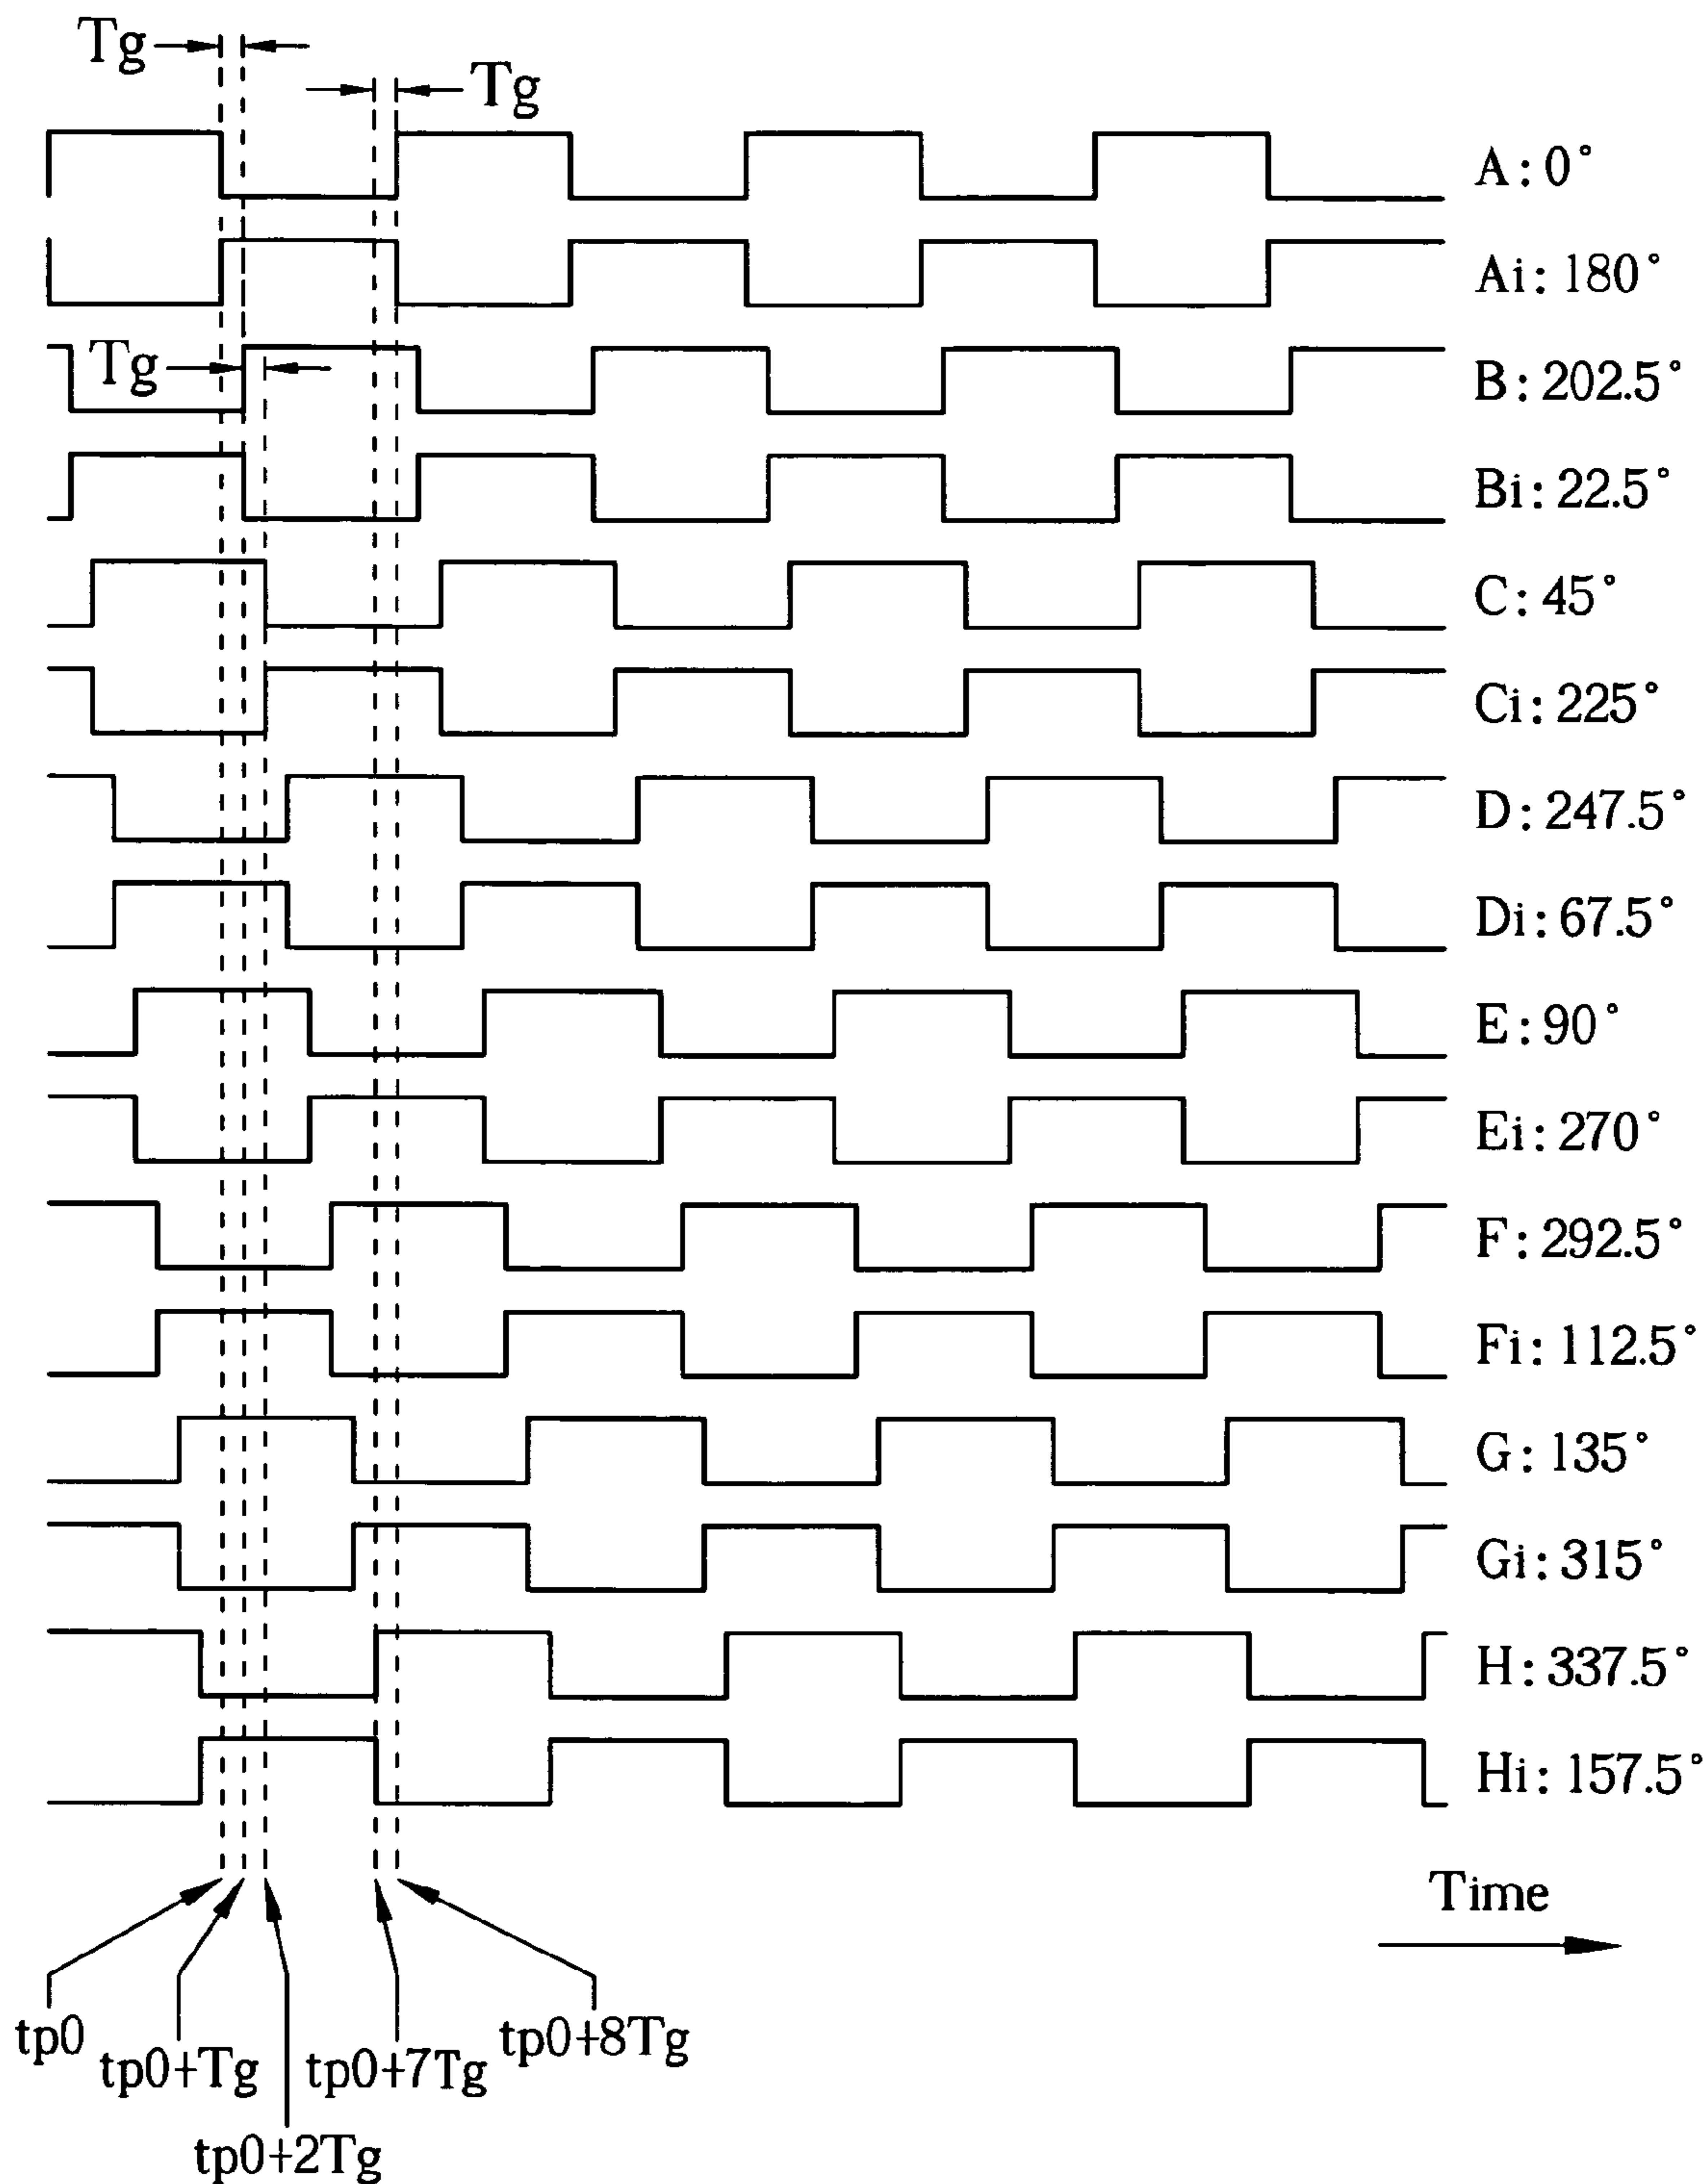 Tg
Tg
A: 0°
Ai: 180°
Tg
B: 202.5°
Bi: 22.5°
C: 45°
Ci: 225°
D: 247.5°
Di: 67.5°
E: 90°
Ei: 270°
F: 292.5°
Fi: 112.5°
G: 135°
Gi: 315°
H: 337.5°
Hi: 157.5°
Time
tp0
tp0+Tg
tp0+2Tg
tp0+7Tg
tp0+8Tg